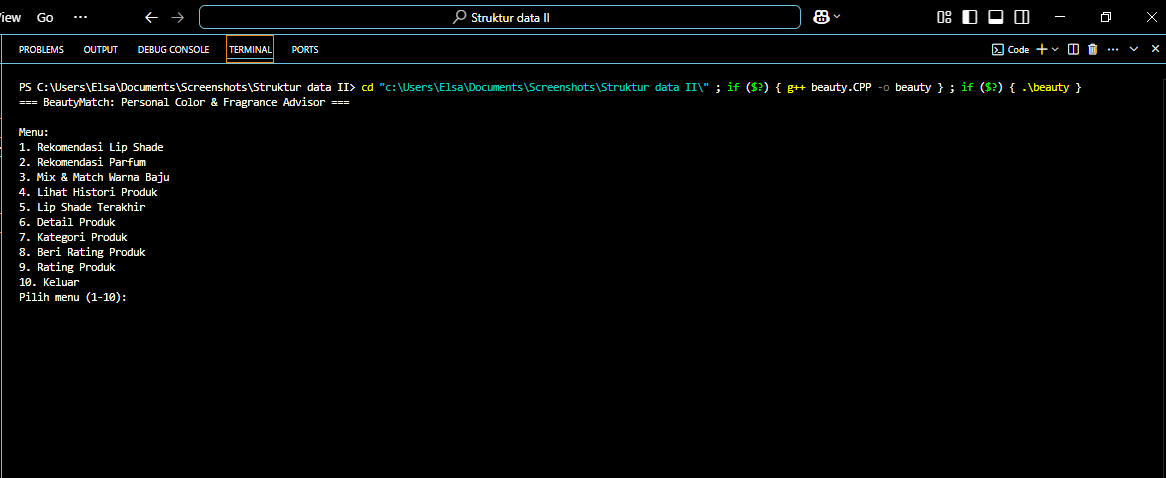 iew Go ··· Struktur data II
PROBLEMS OUTPUT DEBUG CONSOLE TERMINAL PORTS Code ···
PS C:\Users\Elsa\Documents\Screenshots\Struktur data II> cd "c:\Users\Elsa\Documents\Screenshots\Struktur data II\" ; if ($?) { g++ beauty.CPP -o beauty } ; if ($?) { .\beauty }
=== BeautyMatch: Personal Color & Fragrance Advisor ===
Menu:
1. Rekomendasi Lip Shade
2. Rekomendasi Parfum
3. Mix & Match Warna Baju
4. Lihat Histori Produk
5. Lip Shade Terakhir
6. Detail Produk
7. Kategori Produk
8. Beri Rating Produk
9. Rating Produk
10. Keluar
Pilih menu (1-10):